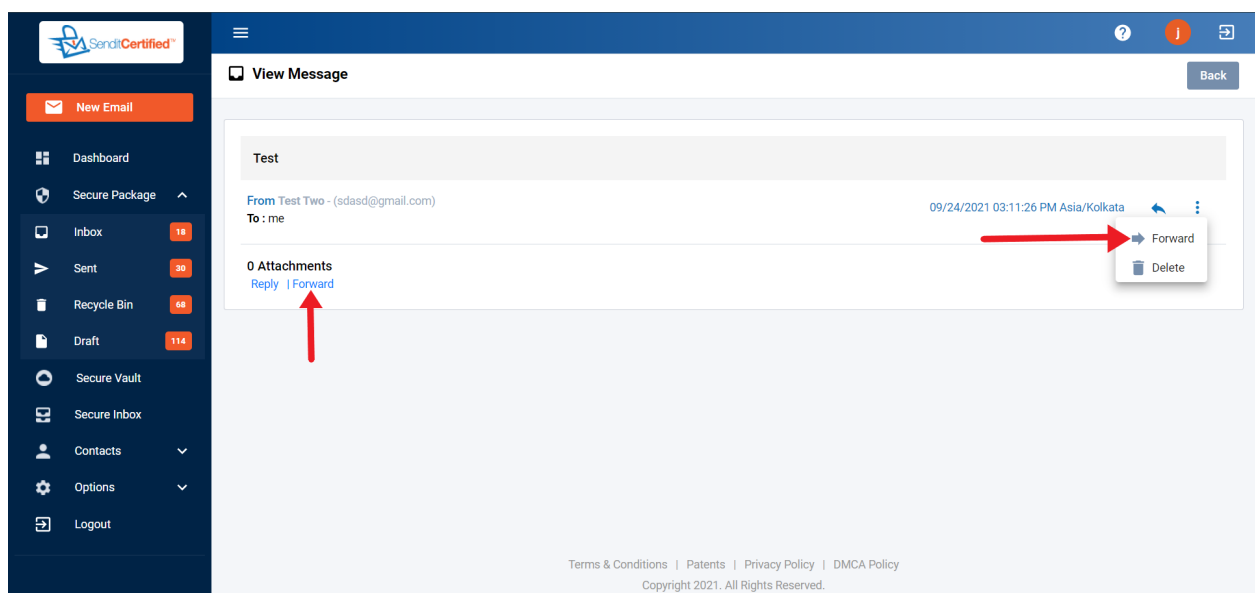 SenditCertified™
j
View Message
Back
New Email
Dashboard
Secure Package
Inbox 18
Sent 30
Recycle Bin 68
Draft 114
Secure Vault
Secure Inbox
Contacts
Options
Logout
Test
From Test Two - (sdasd@gmail.com)
To : me
09/24/2021 03:11:26 PM Asia/Kolkata
Forward
Delete
0 Attachments
Reply | Forward
Terms & Conditions | Patents | Privacy Policy | DMCA Policy
Copyright 2021. All Rights Reserved.